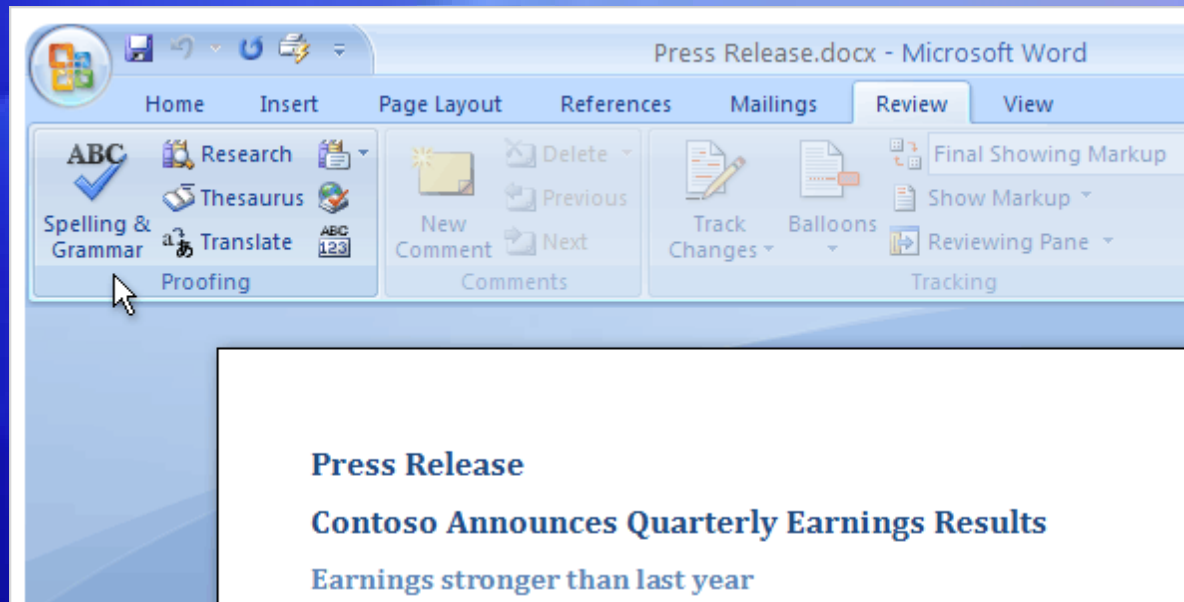 Press Release.docx - Microsoft Word
Home Insert Page Layout References Mailings Review View
ABC
Spelling & Grammar
Research
Thesaurus
Translate
ABC
123
Proofing
New Comment
Delete
Previous
Next
Comments
Track Changes
Balloons
Final Showing Markup
Show Markup
Reviewing Pane
Tracking
Press Release
Contoso Announces Quarterly Earnings Results
Earnings stronger than last year